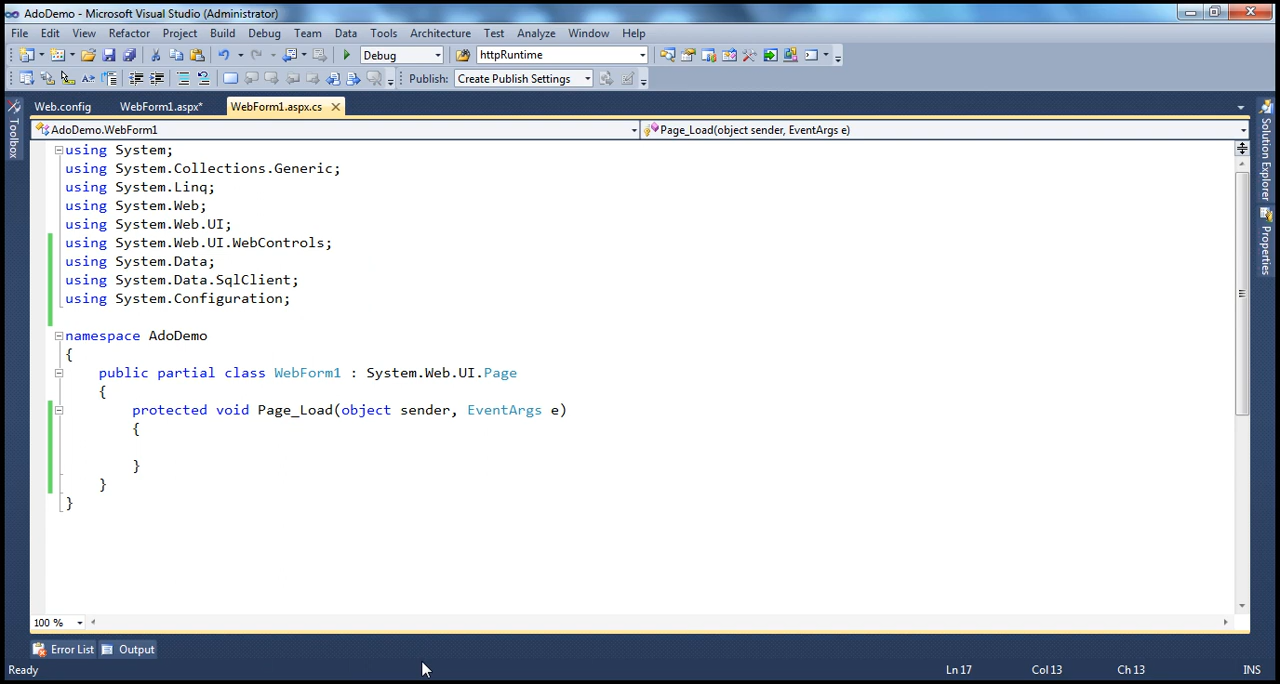 AdoDemo - Microsoft Visual Studio (Administrator)
File Edit View Refactor Project Build Debug Team Data Tools Architecture Test Analyze Window Help
Debug httpRuntime
Publish: Create Publish Settings
Web.config WebForm1.aspx* WebForm1.aspx.cs
AdoDemo.WebForm1 Page_Load(object sender, EventArgs e)
Toolbox
Solution Explorer
Properties
using System;
using System.Collections.Generic;
using System.Linq;
using System.Web;
using System.Web.UI;
using System.Web.UI.WebControls;
using System.Data;
using System.Data.SqlClient;
using System.Configuration;
namespace AdoDemo
{
public partial class WebForm1 : System.Web.UI.Page
{
protected void Page_Load(object sender, EventArgs e)
{
}
}
}
100 %
Error List Output
Ready Ln 17 Col 13 Ch 13 INS